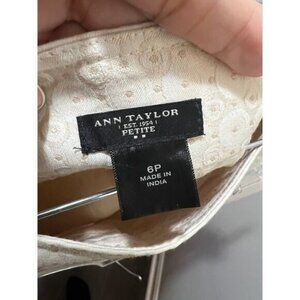 ANN TAYLOR
EST. 1954
PETITE
6P
MADE IN
INDIA